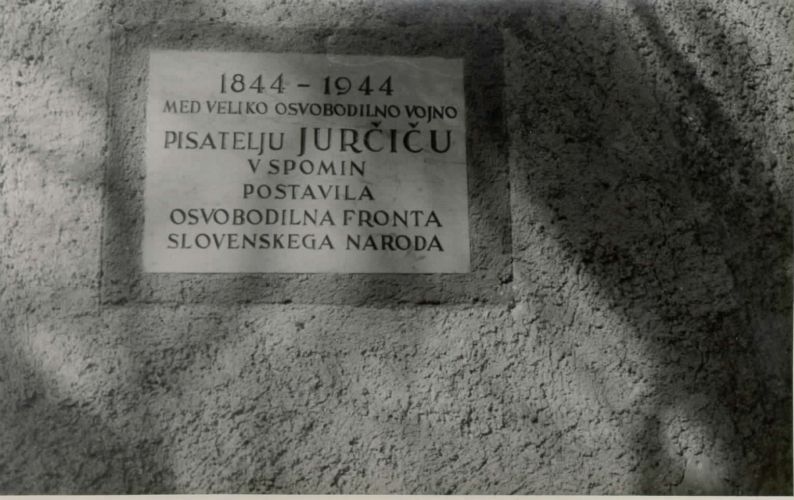 1844 - 1944
MED VELIKO OSVOBODILNO VOJNO
PISATELJU JURČIČU
V SPOMIN
POSTAVILA
OSVOBODILNA FRONTA
SLOVENSKEGA NARODA